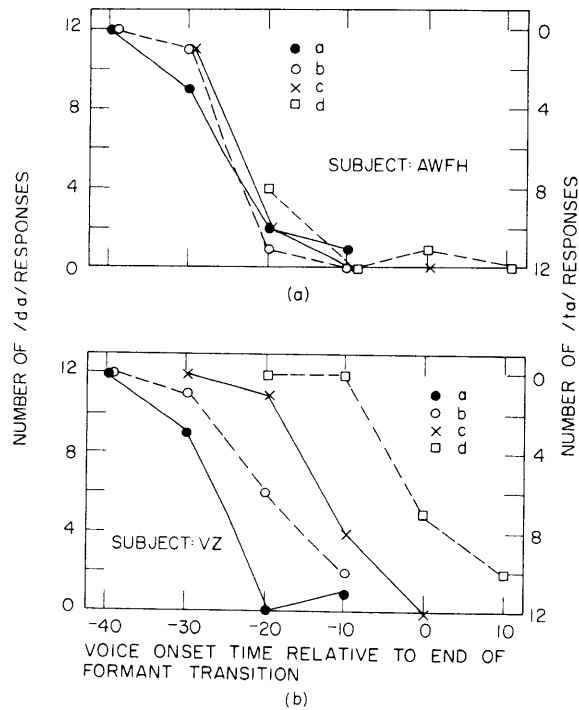 NUMBER OF /da/ RESPONSES
12
8
4
0
a
b
c
d
SUBJECT: AWFH
0
4
8
12
(a)
NUMBER OF /ta/ RESPONSES
12
8
4
0
a
b
c
d
SUBJECT: VZ
0
4
8
12
-40 -30 -20 -10 0 10
VOICE ONSET TIME RELATIVE TO END OF
FORMANT TRANSITION
(b)